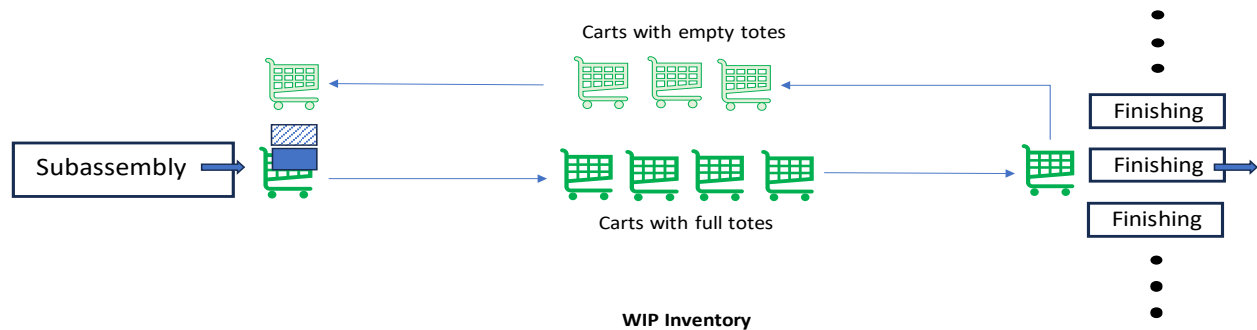 Carts with empty totes
Finishing
Subassembly
Finishing
Finishing
Carts with full totes
WIP Inventory